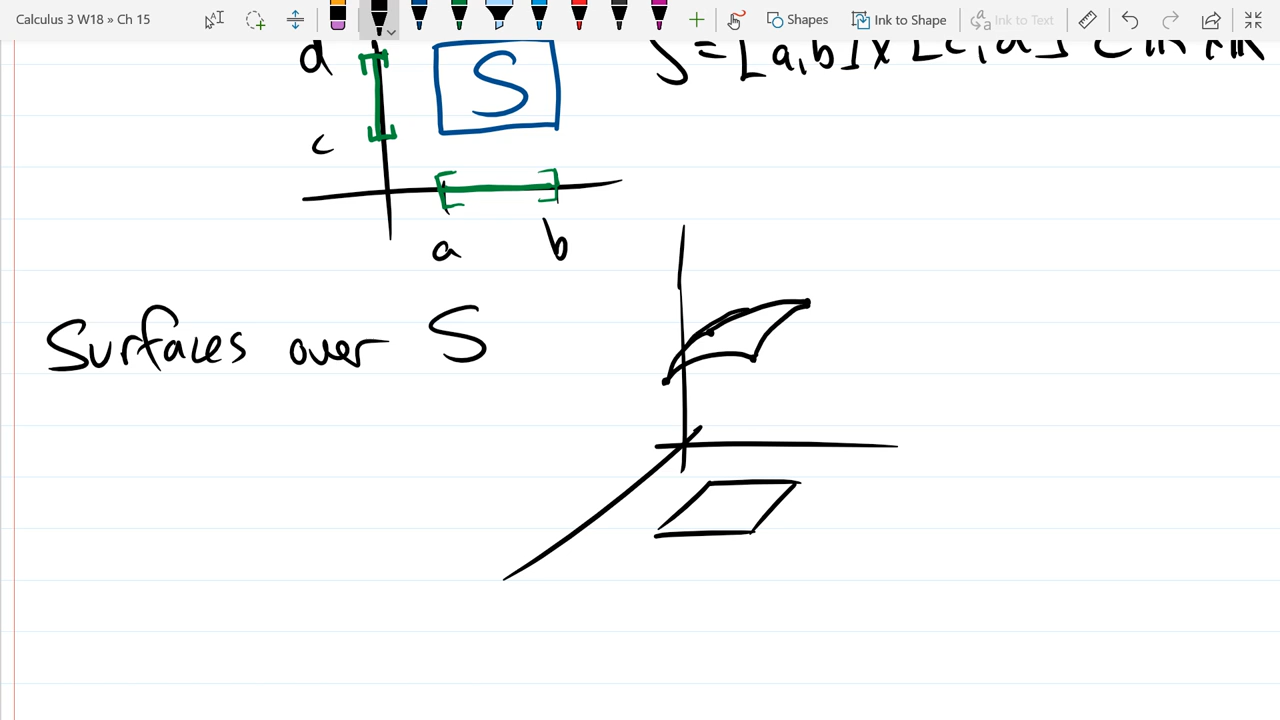 Calculus 3 W18 » Ch 15
Shapes
Ink to Shape
Ink to Text
d
S
S = [a,b] x [c,d] ⊂ ℝ x ℝ
c
a
b
Surfaces over S